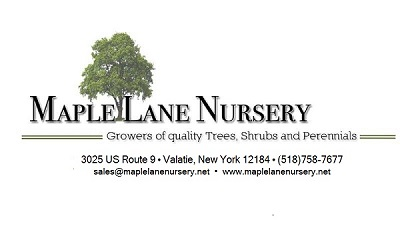 MAPLE LANE NURSERY
Growers of quality Trees, Shrubs and Perennials
3025 US Route 9 • Valatie, New York 12184 • (518)758-7677
sales@maplelanenursery.net • www.maplelanenursery.net